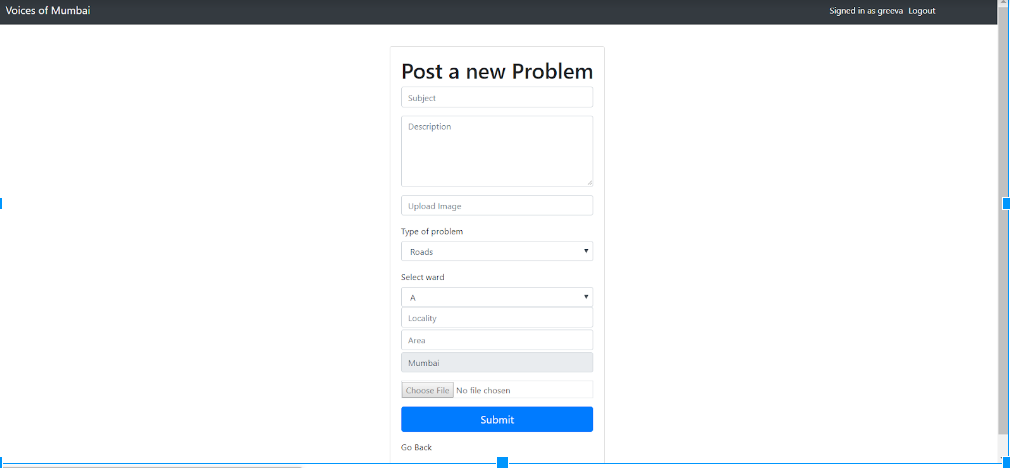 Voices of Mumbai Signed in as greeva Logout
Post a new Problem
Subject
Description
Upload Image
Type of problem
Roads
Select ward
A
Locality
Area
Mumbai
Choose File No file chosen
Submit
Go Back